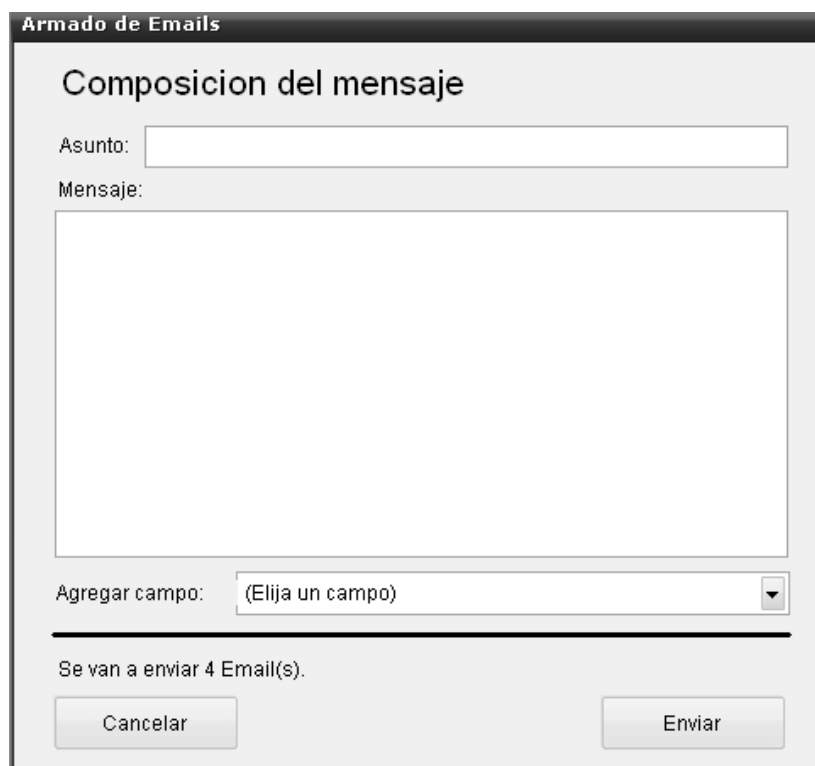 Armado de Emails
Composicion del mensaje
Asunto:
Mensaje:
Agregar campo: (Elija un campo)
Se van a enviar 4 Email(s).
Cancelar Enviar